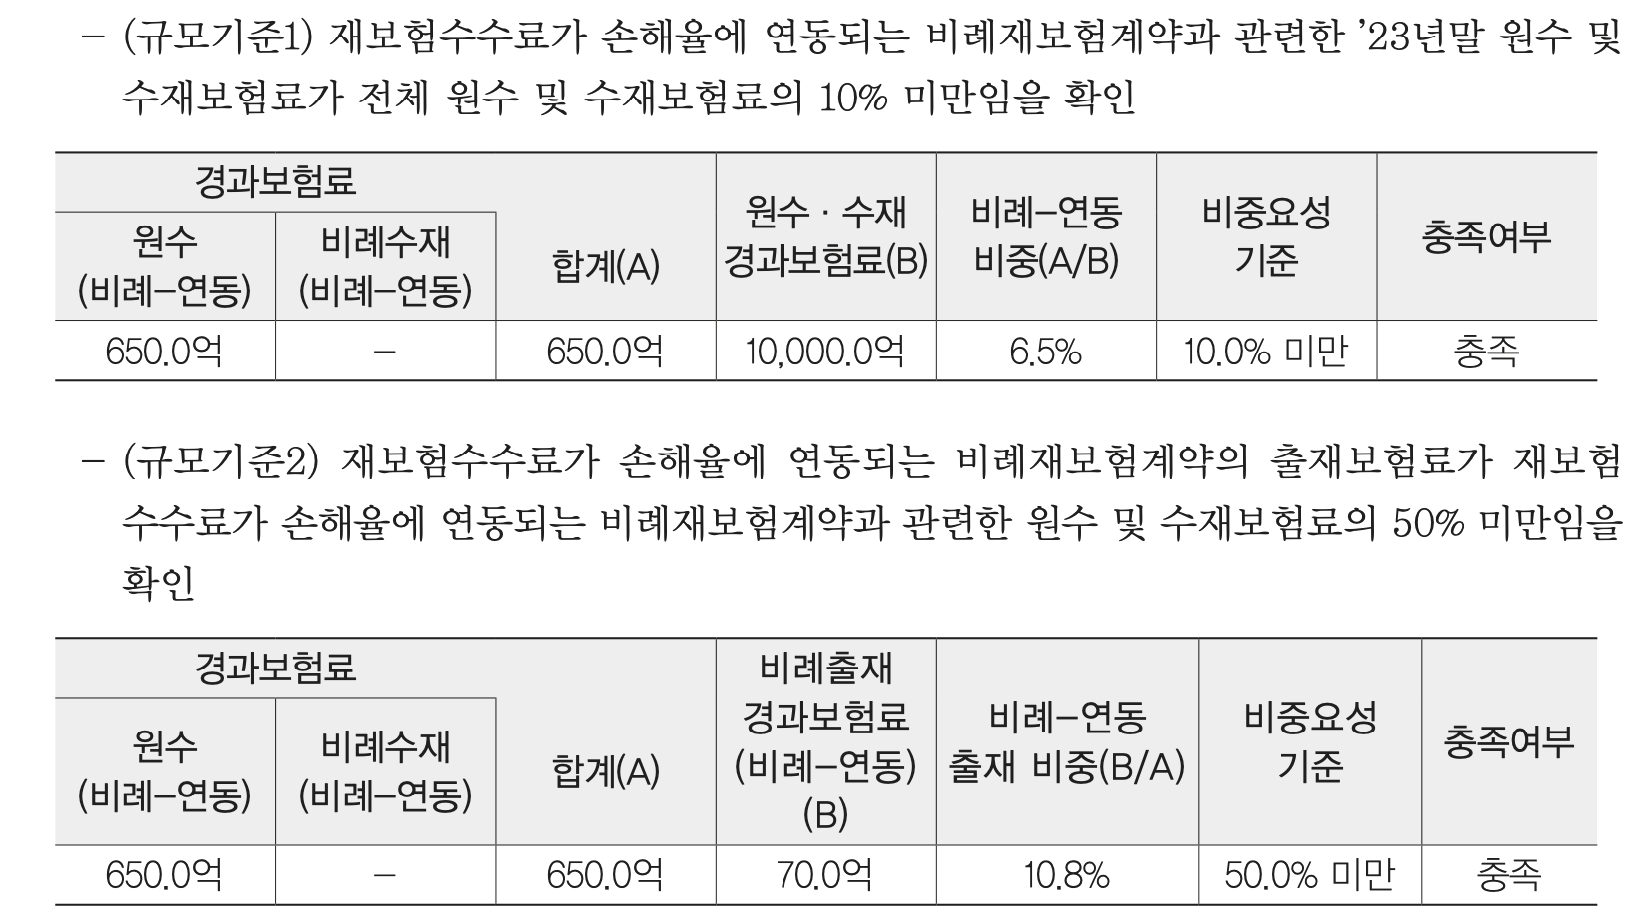 – (규모기준1) 재보험수수료가 손해율에 연동되는 비례재보험계약과 관련한 ’23년말 원수 및
수재보험료가 전체 원수 및 수재보험료의 10% 미만임을 확인
경과보험료
원수
(비례–연동)
비례수재
(비례–연동)
합계(A)
원수 · 수재
경과보험료(B)
비례–연동
비중(A/B)
비중요성
기준
충족여부
650.0억
–
650.0억
10,000.0억
6.5%
10.0% 미만
충족
– (규모기준2) 재보험수수료가 손해율에 연동되는 비례재보험계약의 출재보험료가 재보험
수수료가 손해율에 연동되는 비례재보험계약과 관련한 원수 및 수재보험료의 50% 미만임을
확인
경과보험료
원수
(비례–연동)
비례수재
(비례–연동)
합계(A)
비례출재
경과보험료
(비례–연동)
(B)
비례–연동
출재 비중(B/A)
비중요성
기준
충족여부
650.0억
–
650.0억
70.0억
10.8%
50.0% 미만
충족